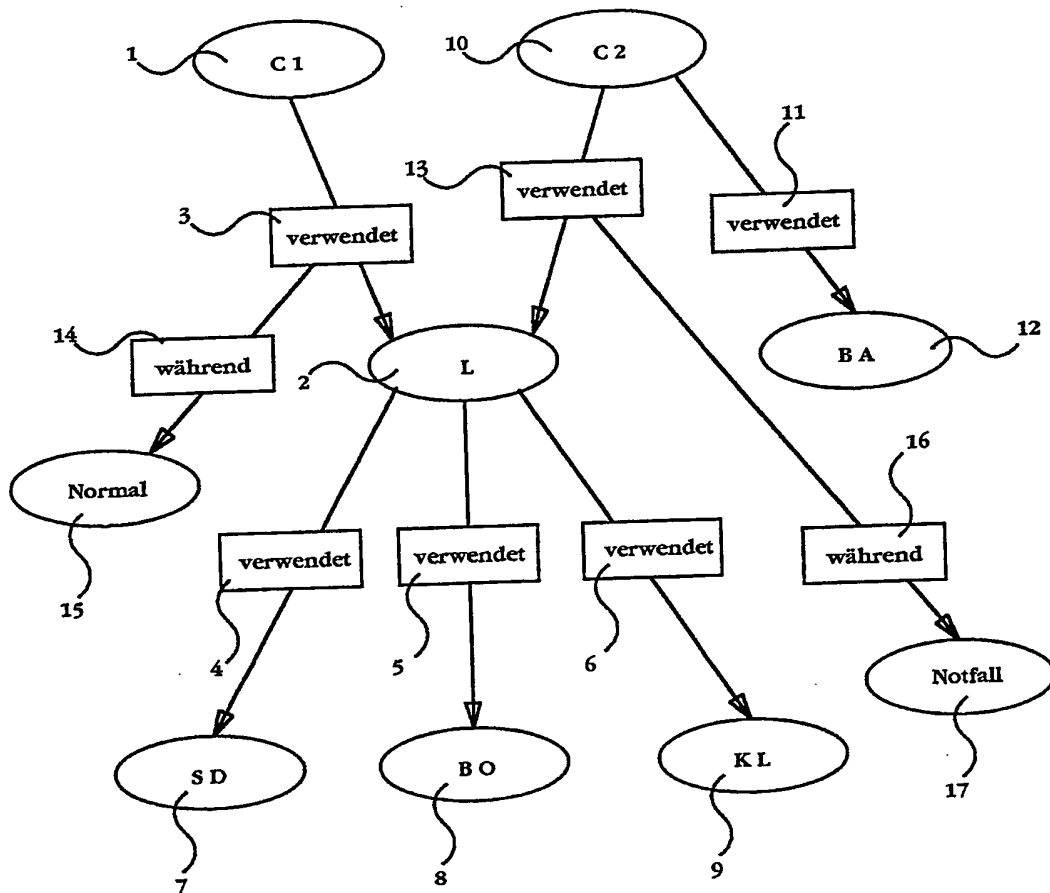 1
C 1
10
C 2
11
13
verwendet
3
verwendet
verwendet
14
während
2
L
B A
12
Normal
16
15
verwendet
verwendet
verwendet
während
4
5
6
Notfall
S D
B O
K L
17
7
8
9